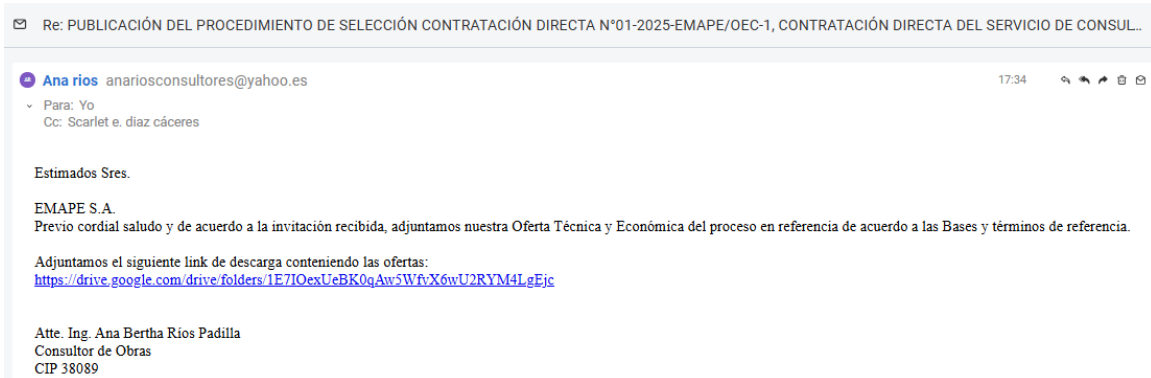 Re: PUBLICACIÓN DEL PROCEDIMIENTO DE SELECCIÓN CONTRATACIÓN DIRECTA N°01-2025-EMAPE/OEC-1, CONTRATACIÓN DIRECTA DEL SERVICIO DE CONSUL...
AR Ana rios anariosconsultores@yahoo.es 17:34
Para: Yo
Cc: Scarlet e. diaz cáceres
Estimados Sres.
EMAPE S.A.
Previo cordial saludo y de acuerdo a la invitación recibida, adjuntamos nuestra Oferta Técnica y Económica del proceso en referencia de acuerdo a las Bases y términos de referencia.
Adjuntamos el siguiente link de descarga conteniendo las ofertas:
https://drive.google.com/drive/folders/1E7IOexUeBK0qAw5WfvX6wU2RYM4LgEjc
Atte. Ing. Ana Bertha Rios Padilla
Consultor de Obras
CIP 38089